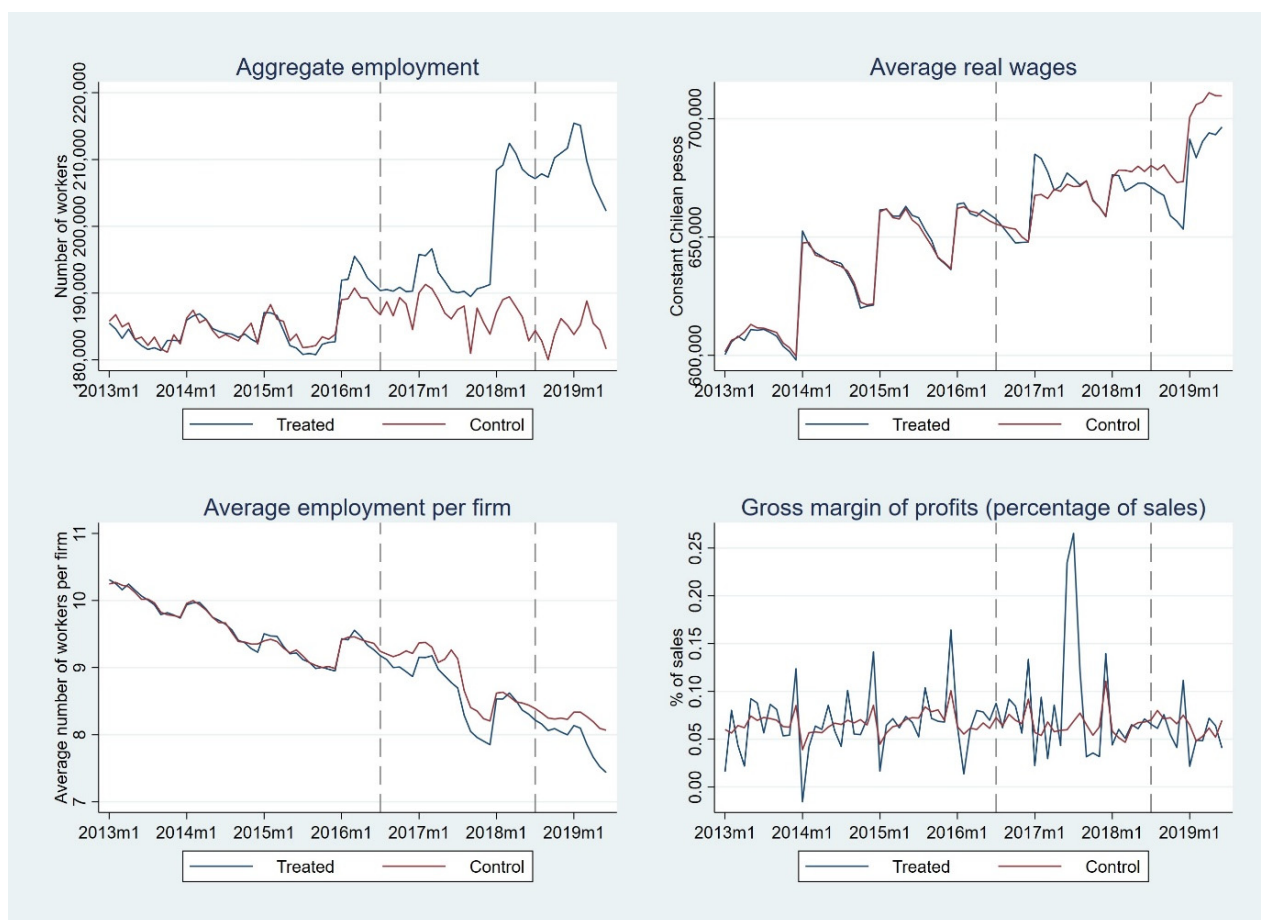 Aggregate employment
Number of workers
180,000 190,000 200,000 210,000 220,000
2013m1 2014m1 2015m1 2016m1 2017m1 2018m1 2019m1
Treated Control
Average real wages
Constant Chilean pesos
600,000 650,000 700,000
2013m1 2014m1 2015m1 2016m1 2017m1 2018m1 2019m1
Treated Control
Average employment per firm
Average number of workers per firm
7 8 9 10 11
2013m1 2014m1 2015m1 2016m1 2017m1 2018m1 2019m1
Treated Control
Gross margin of profits (percentage of sales)
% of sales
0.00 0.05 0.10 0.15 0.20 0.25
2013m1 2014m1 2015m1 2016m1 2017m1 2018m1 2019m1
Treated Control